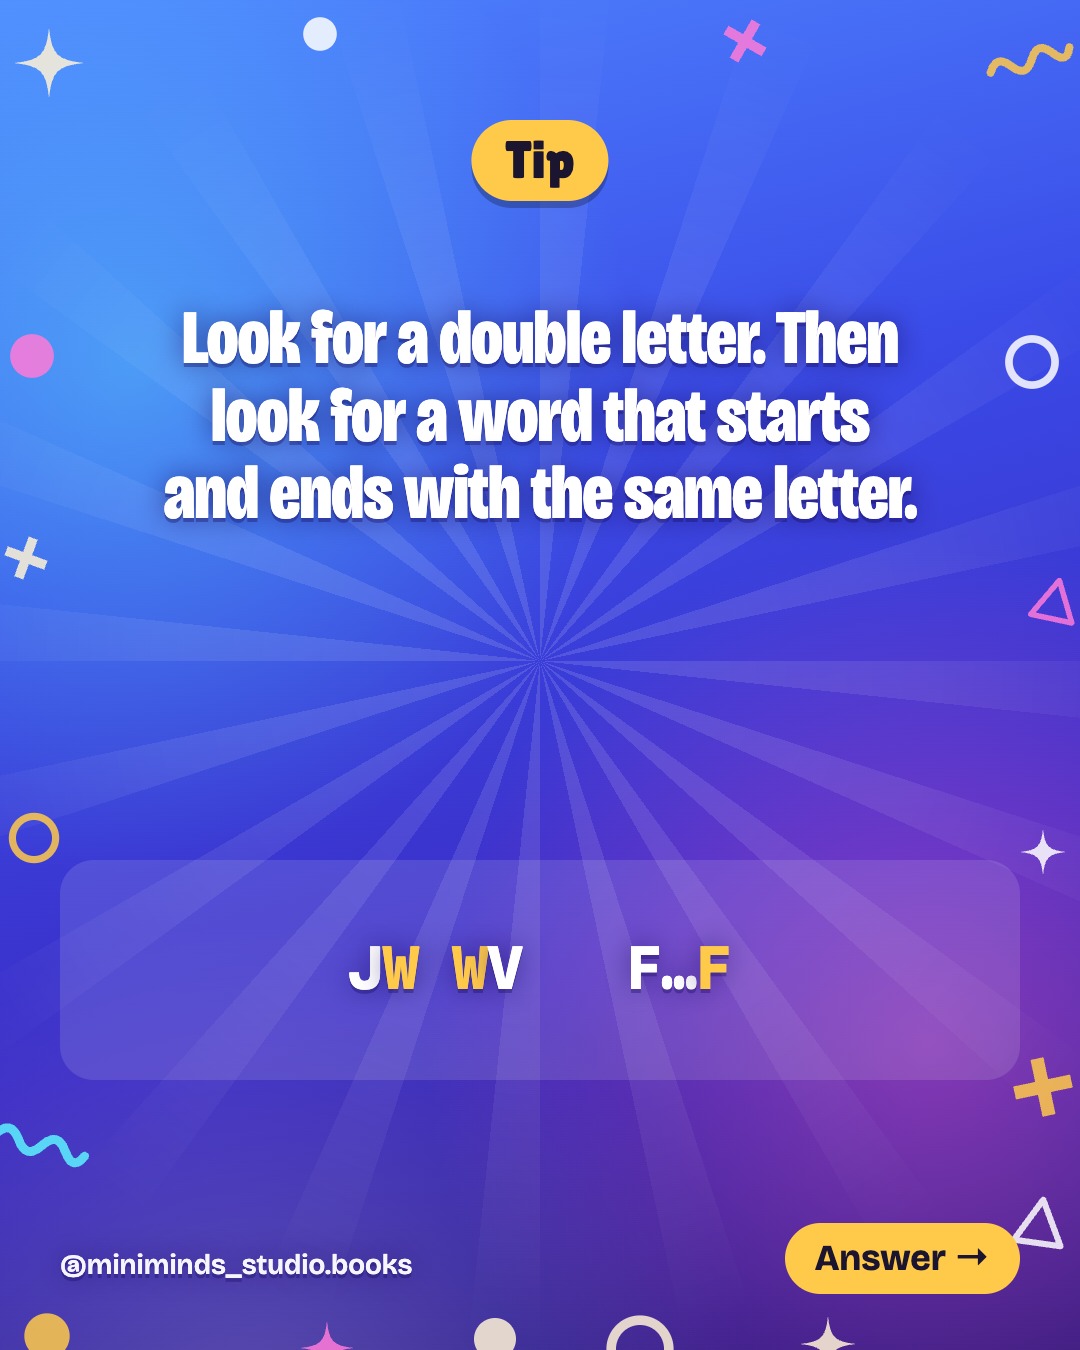 Tip
Look for a double letter. Then
look for a word that starts
and ends with the same letter.
JW WV F...F
@miniminds_studio.books
Answer →